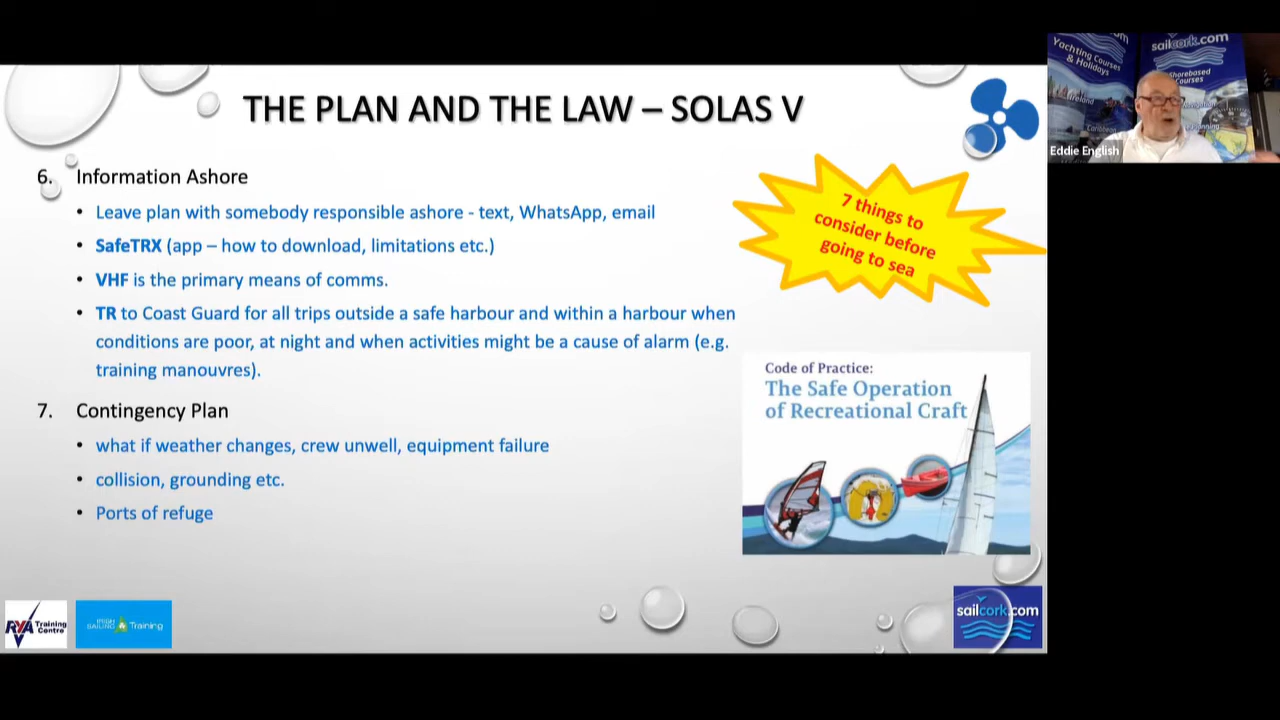 THE PLAN AND THE LAW – SOLAS V
6. Information Ashore
• Leave plan with somebody responsible ashore - text, WhatsApp, email
• SafeTRX (app – how to download, limitations etc.)
• VHF is the primary means of comms.
• TR to Coast Guard for all trips outside a safe harbour and within a harbour when
conditions are poor, at night and when activities might be a cause of alarm (e.g.
training manouvres).
7. Contingency Plan
• what if weather changes, crew unwell, equipment failure
• collision, grounding etc.
• Ports of refuge
7 things to
consider before
going to sea
Code of Practice:
The Safe Operation
of Recreational Craft
RYA Training
Centre
IRISH
SAILING Training
sailcork.com
Yachting Courses
& Holidays
Ireland
Caribbean
sailcork.com
Shorebased
Courses
Eddie English